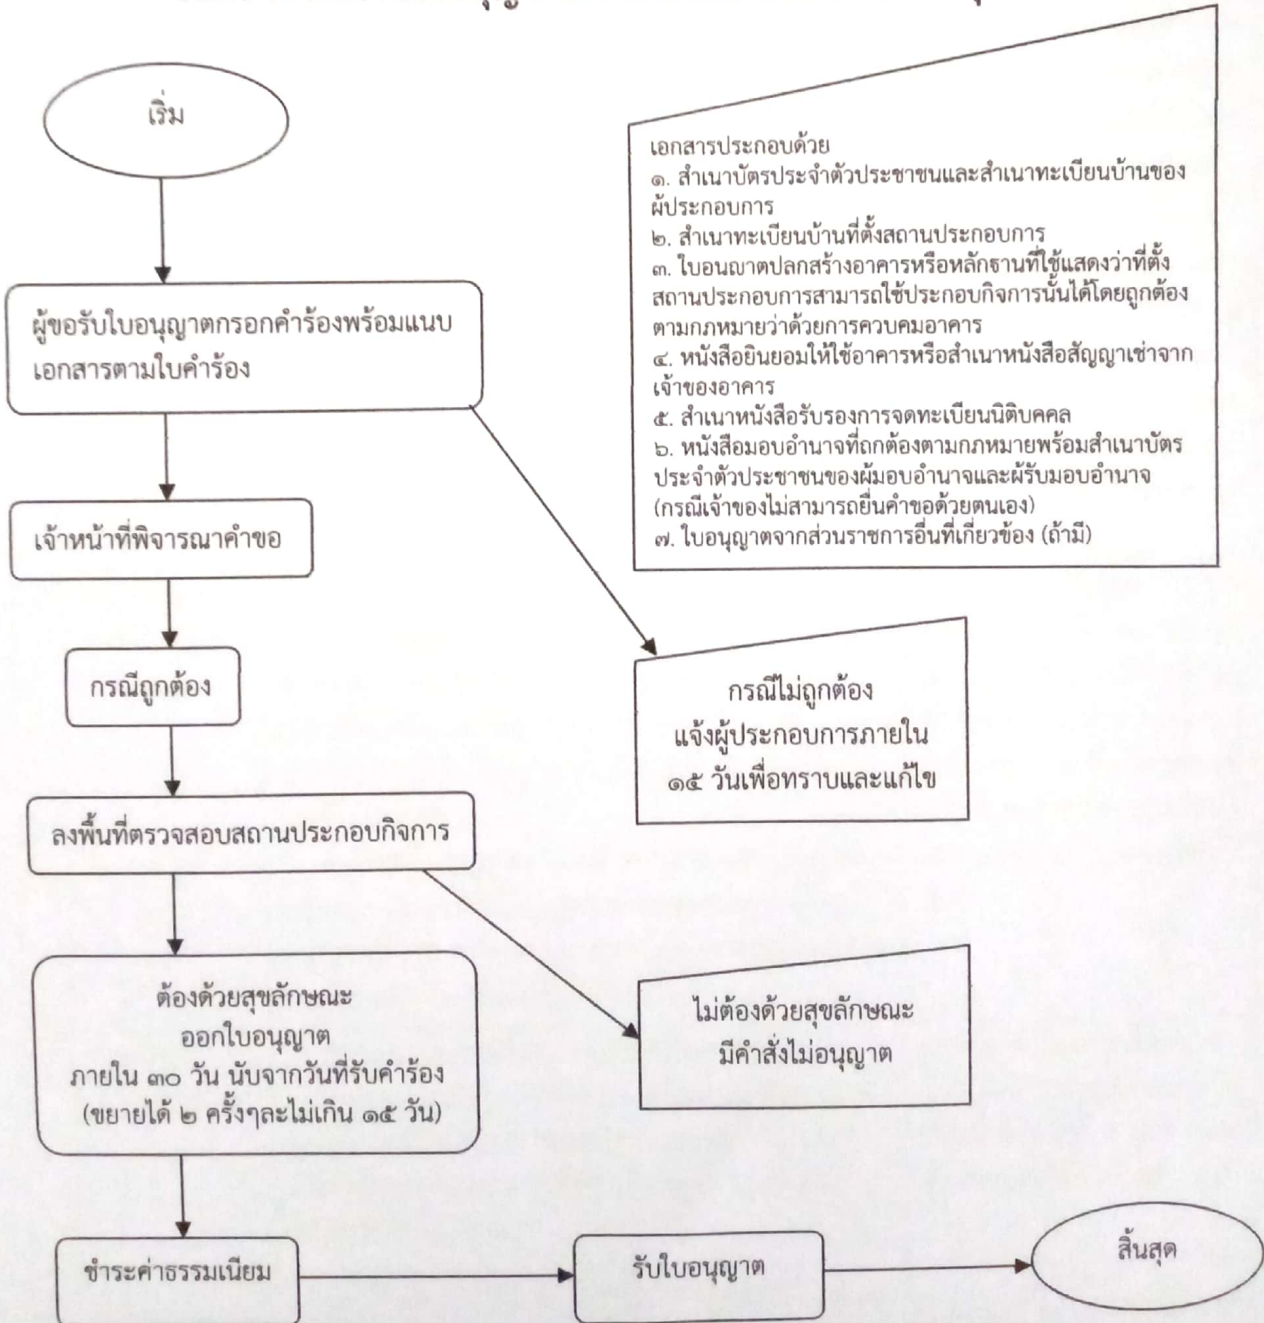 เริ่ม
เอกสารประกอบด้วย
๑. สำเนาบัตรประจำตัวประชาชนและสำเนาทะเบียนบ้านของ
ผู้ประกอบการ
๒. สำเนาทะเบียนบ้านที่ตั้งสถานประกอบการ
๓. ใบอนุญาตปลูกสร้างอาคารหรือหลักฐานที่ใช้แสดงว่าที่ตั้ง
สถานประกอบการสามารถใช้ประกอบกิจการนั้นได้โดยถูกต้อง
ตามกฎหมายว่าด้วยการควบคุมอาคาร
๔. หนังสือยินยอมให้ใช้อาคารหรือสำเนาหนังสือสัญญาเช่าจาก
เจ้าของอาคาร
๕. สำเนาหนังสือรับรองการจดทะเบียนนิติบุคคล
๖. หนังสือมอบอำนาจที่ถูกต้องตามกฎหมายพร้อมสำเนาบัตร
ประจำตัวประชาชนของผู้มอบอำนาจและผู้รับมอบอำนาจ
(กรณีเจ้าของไม่สามารถยื่นคำขอด้วยตนเอง)
๗. ใบอนุญาตจากส่วนราชการอื่นที่เกี่ยวข้อง (ถ้ามี)
ผู้ขอรับใบอนุญาตกรอกคำร้องพร้อมแนบ
เอกสารตามใบคำร้อง
เจ้าหน้าที่พิจารณาคำขอ
กรณีถูกต้อง
กรณีไม่ถูกต้อง
แจ้งผู้ประกอบการภายใน
๑๕ วันเพื่อทราบและแก้ไข
ลงพื้นที่ตรวจสอบสถานประกอบกิจการ
ต้องด้วยสุขลักษณะ
ออกใบอนุญาต
ภายใน ๓๐ วัน นับจากวันที่รับคำร้อง
(ขยายได้ ๒ ครั้งๆละไม่เกิน ๑๕ วัน)
ไม่ต้องด้วยสุขลักษณะ
มีคำสั่งไม่อนุญาต
ชำระค่าธรรมเนียม
รับใบอนุญาต
สิ้นสุด